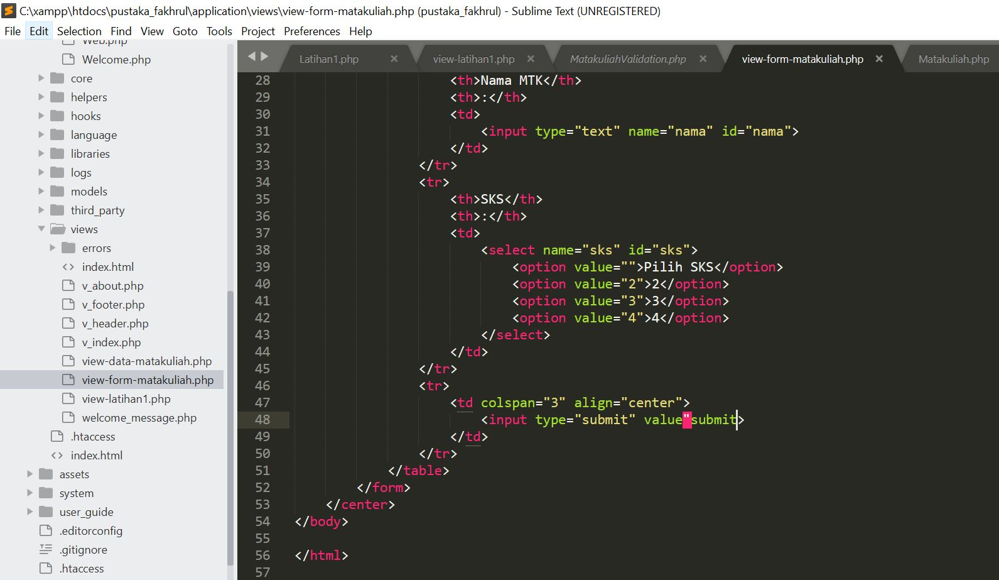 C:\xampp\htdocs\pustaka_fakhrul\application\views\view-form-matakuliah.php (pustaka_fakhrul) - Sublime Text (UNREGISTERED)
File Edit Selection Find View Goto Tools Project Preferences Help
Web.php
Welcome.php
core
helpers
hooks
language
libraries
logs
models
third_party
views
errors
index.html
v_about.php
v_footer.php
v_header.php
v_index.php
view-data-matakuliah.php
view-form-matakuliah.php
view-latihan1.php
welcome_message.php
.htaccess
index.html
assets
system
user_guide
.editorconfig
.gitignore
.htaccess
Latihan1.php view-latihan1.php MatakuliahValidation.php view-form-matakuliah.php Matakuliah.php
28 <th>Nama MTK</th>
29 <th>:</th>
30 <td>
31 <input type="text" name="nama" id="nama">
32 </td>
33 </tr>
34 <tr>
35 <th>SKS</th>
36 <th>:</th>
37 <td>
38 <select name="sks" id="sks">
39 <option value="">Pilih SKS</option>
40 <option value="2">2</option>
41 <option value="3">3</option>
42 <option value="4">4</option>
43 </select>
44 </td>
45 </tr>
46 <tr>
47 <td colspan="3" align="center">
48 <input type="submit" value"submit>
49 </td>
50 </tr>
51 </table>
52 </form>
53 </center>
54 </body>
55
56 </html>
57